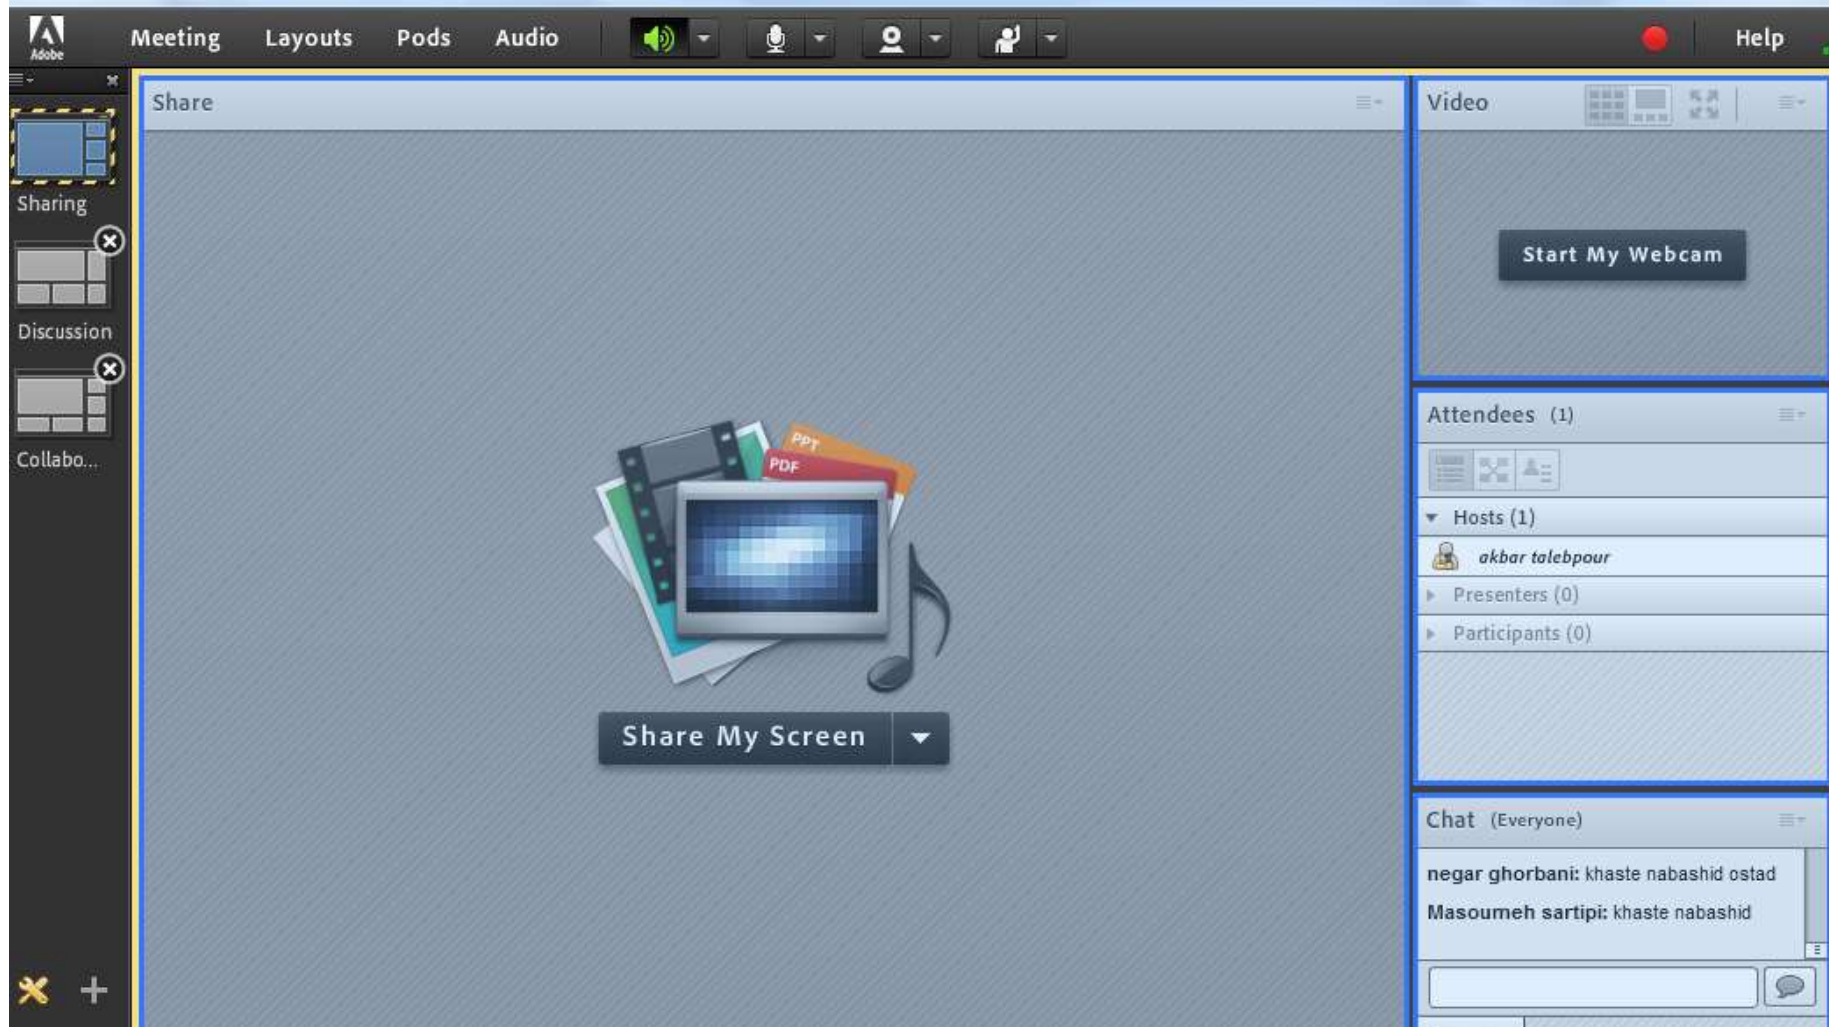 Adobe
Meeting Layouts Pods Audio Help
Sharing
Discussion
Collabo...
Share
PPT
PDF
Share My Screen
Video
Start My Webcam
Attendees (1)
Hosts (1)
akbar talebpour
Presenters (0)
Participants (0)
Chat (Everyone)
negar ghorbani: khaste nabashid ostad
Masoumeh sartipi: khaste nabashid